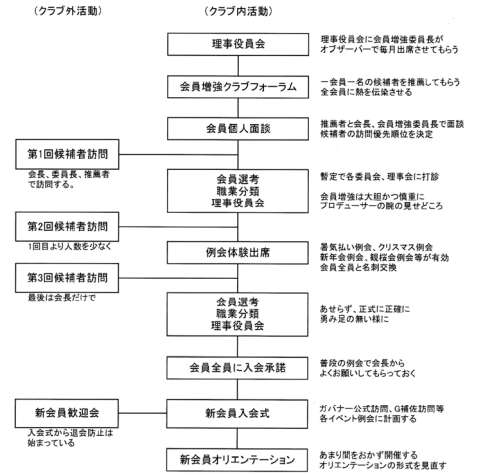 （クラブ外活動）
（クラブ内活動）
理事役員会
理事役員会に会員増強委員長が
オブザーバーで毎月出席させてもらう
会員増強クラブフォーラム
一会員一名の候補者を推薦してもらう
全会員に熱を伝染させる
会員個人面談
推薦者と会長、会員増強委員長で面談
候補者の訪問優先順位を決定
第1回候補者訪問
会長、委員長、推薦者
で訪問する。
会員選考
職業分類
理事役員会
暫定で各委員会、理事会に打診
会員増強は大胆かつ慎重に
プロデューサーの腕の見せどころ
第2回候補者訪問
1回目より人数を少なく
例会体験出席
暑気払い例会、クリスマス例会
新年会例会、観桜会例会等が有効
会員全員と名刺交換
第3回候補者訪問
最後は会長だけで
会員選考
職業分類
理事役員会
あせらず、正式に正確に
勇み足の無い様に
会員全員に入会承諾
普段の例会で会長から
よくお願いしてもらっておく
新会員歓迎会
入会式から退会防止は
始まっている
新会員入会式
ガバナー公式訪問、G補佐訪問等
各イベント例会に計画する
新会員オリエンテーション
あまり間をおかず開催する
オリエンテーションの形式を見直す